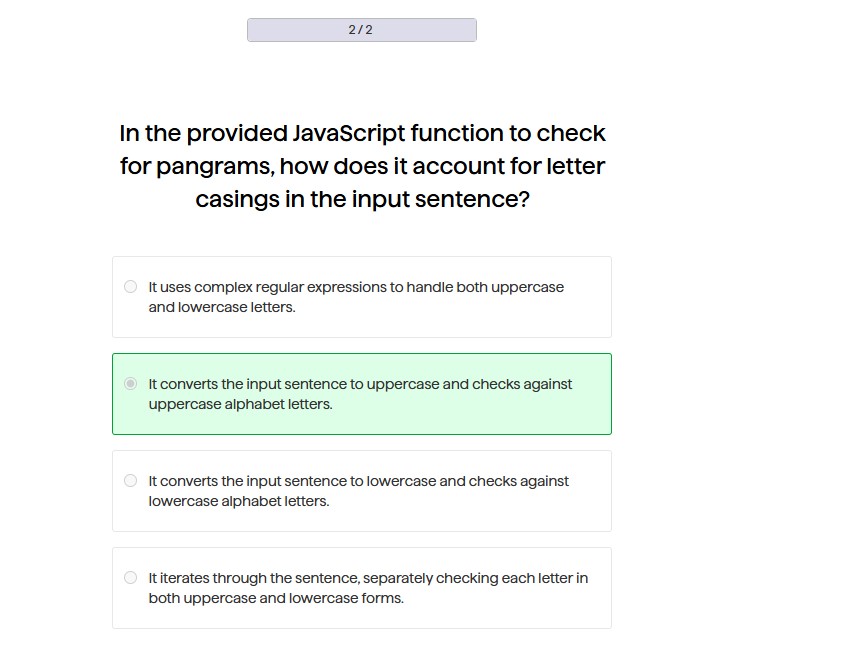 2 / 2
In the provided JavaScript function to check
for pangrams, how does it account for letter
casings in the input sentence?
It uses complex regular expressions to handle both uppercase
and lowercase letters.
It converts the input sentence to uppercase and checks against
uppercase alphabet letters.
It converts the input sentence to lowercase and checks against
lowercase alphabet letters.
It iterates through the sentence, separately checking each letter in
both uppercase and lowercase forms.